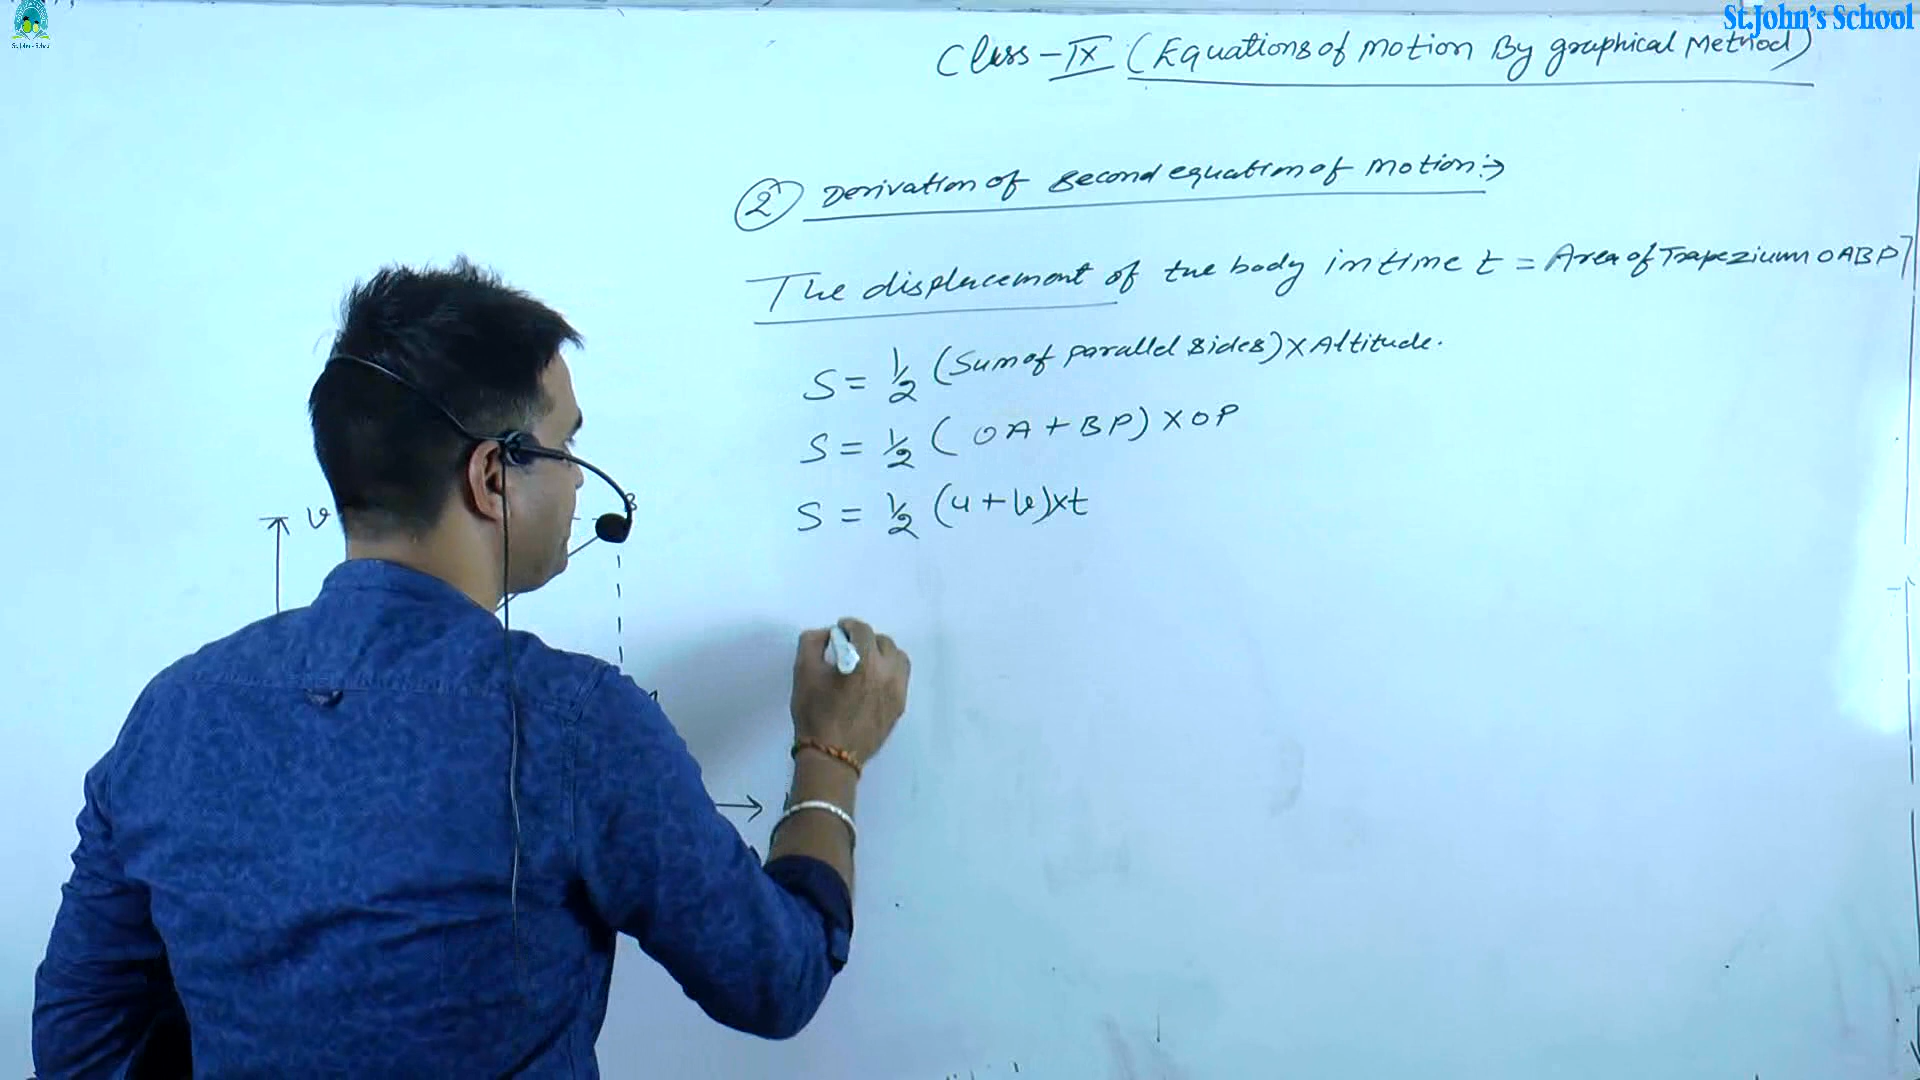 St.John's School
Class-IX (Equations of Motion By graphical Method)
② Derivation of second equation of motion:→
The displacement of the body in time t = Area of Trapezium OABP
S = 1/2 (Sum of parallel sides) × Altitude.
S = 1/2 (OA + BP) × OP
S = 1/2 (u + v) × t
v
B